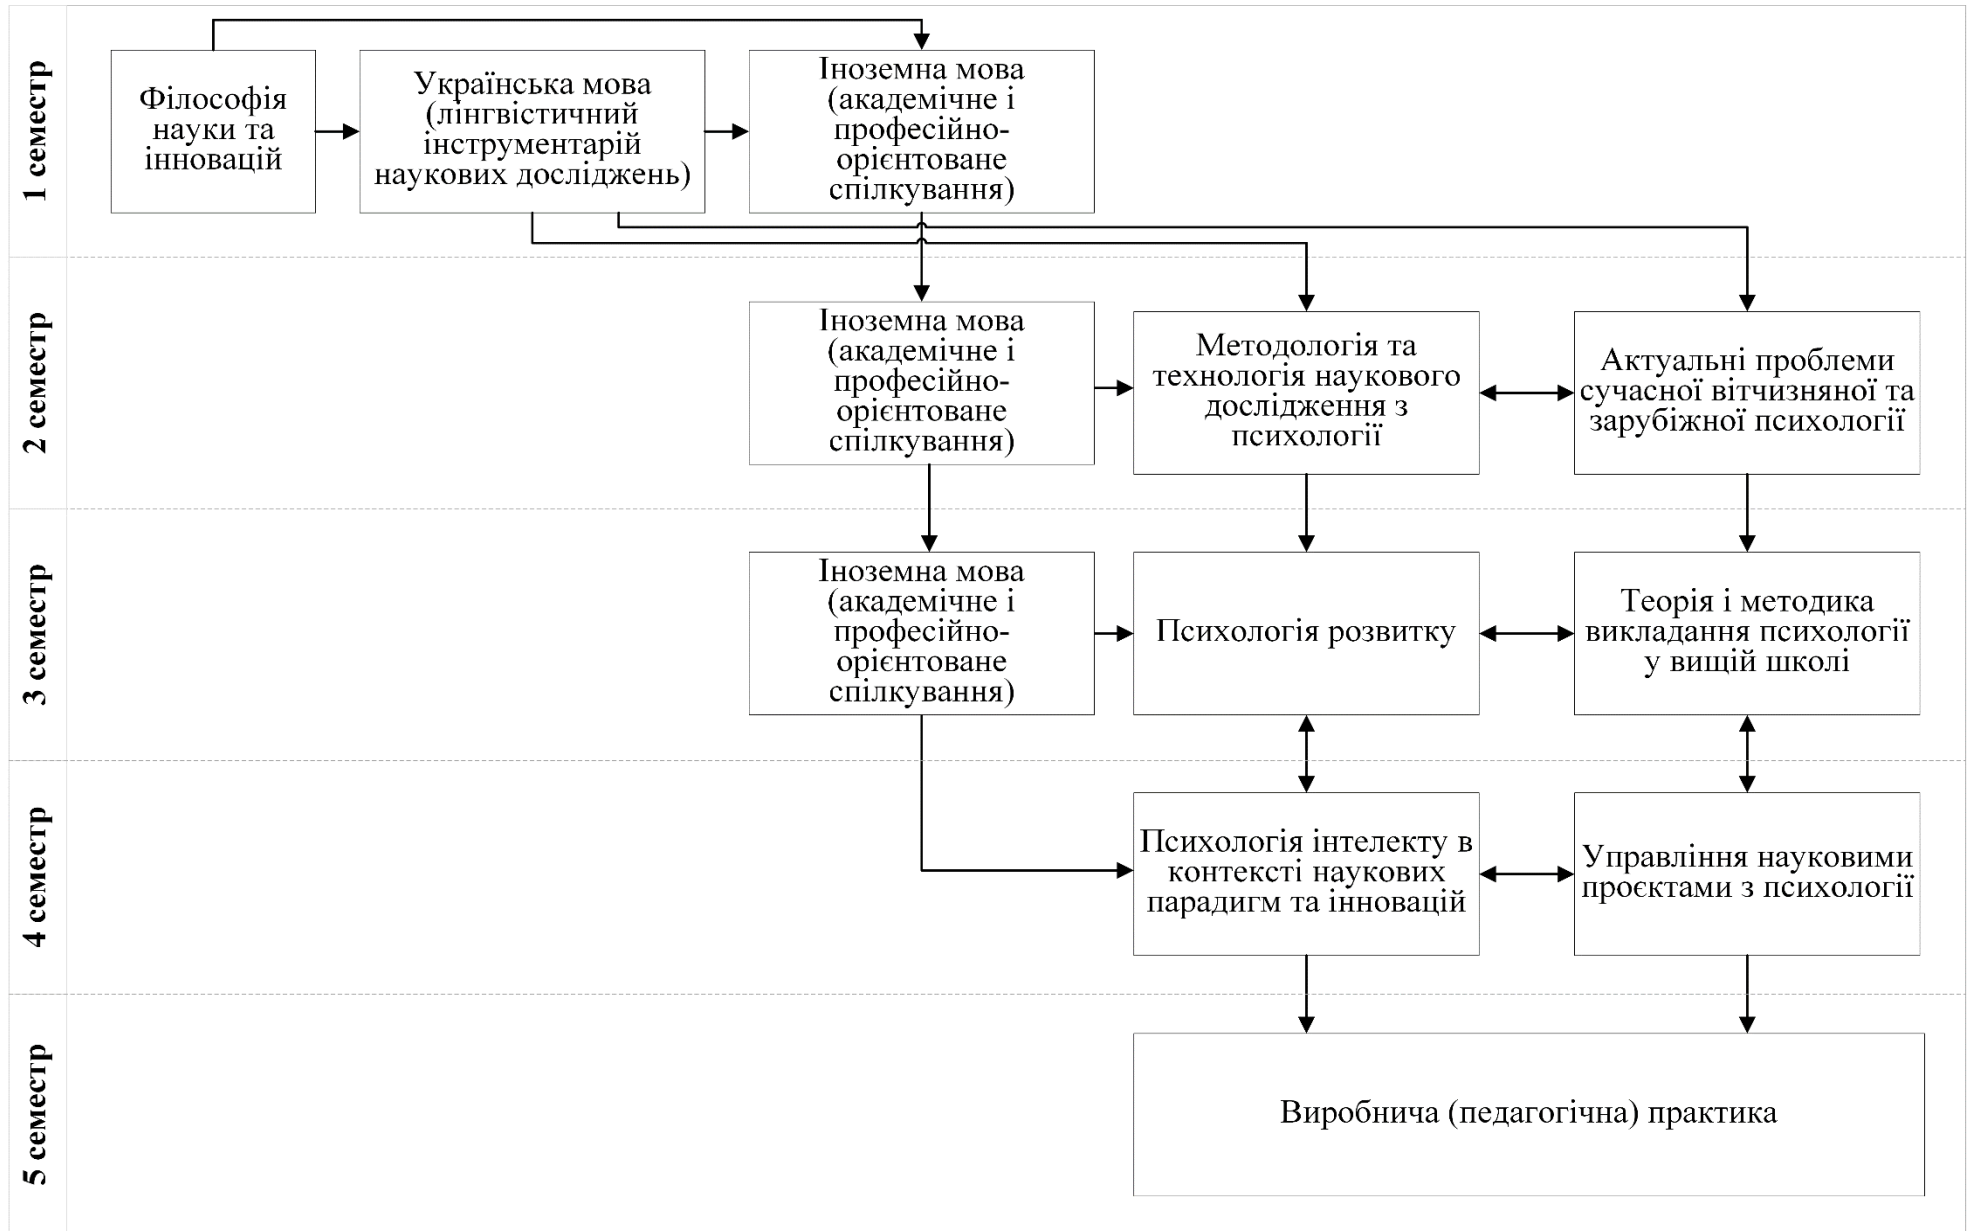 1 семестр
Філософія
науки та
інновацій
Українська мова
(лінгвістичний
інструментарій
наукових досліджень)
Іноземна мова
(академічне і
професійно-
орієнтоване
спілкування)
2 семестр
Іноземна мова
(академічне і
професійно-
орієнтоване
спілкування)
Методологія та
технологія наукового
дослідження з
психології
Актуальні проблеми
сучасної вітчизняної та
зарубіжної психології
3 семестр
Іноземна мова
(академічне і
професійно-
орієнтоване
спілкування)
Психологія розвитку
Теорія і методика
викладання психології
у вищій школі
4 семестр
Психологія інтелекту в
контексті наукових
парадигм та інновацій
Управління науковими
проєктами з психології
5 семестр
Виробнича (педагогічна) практика